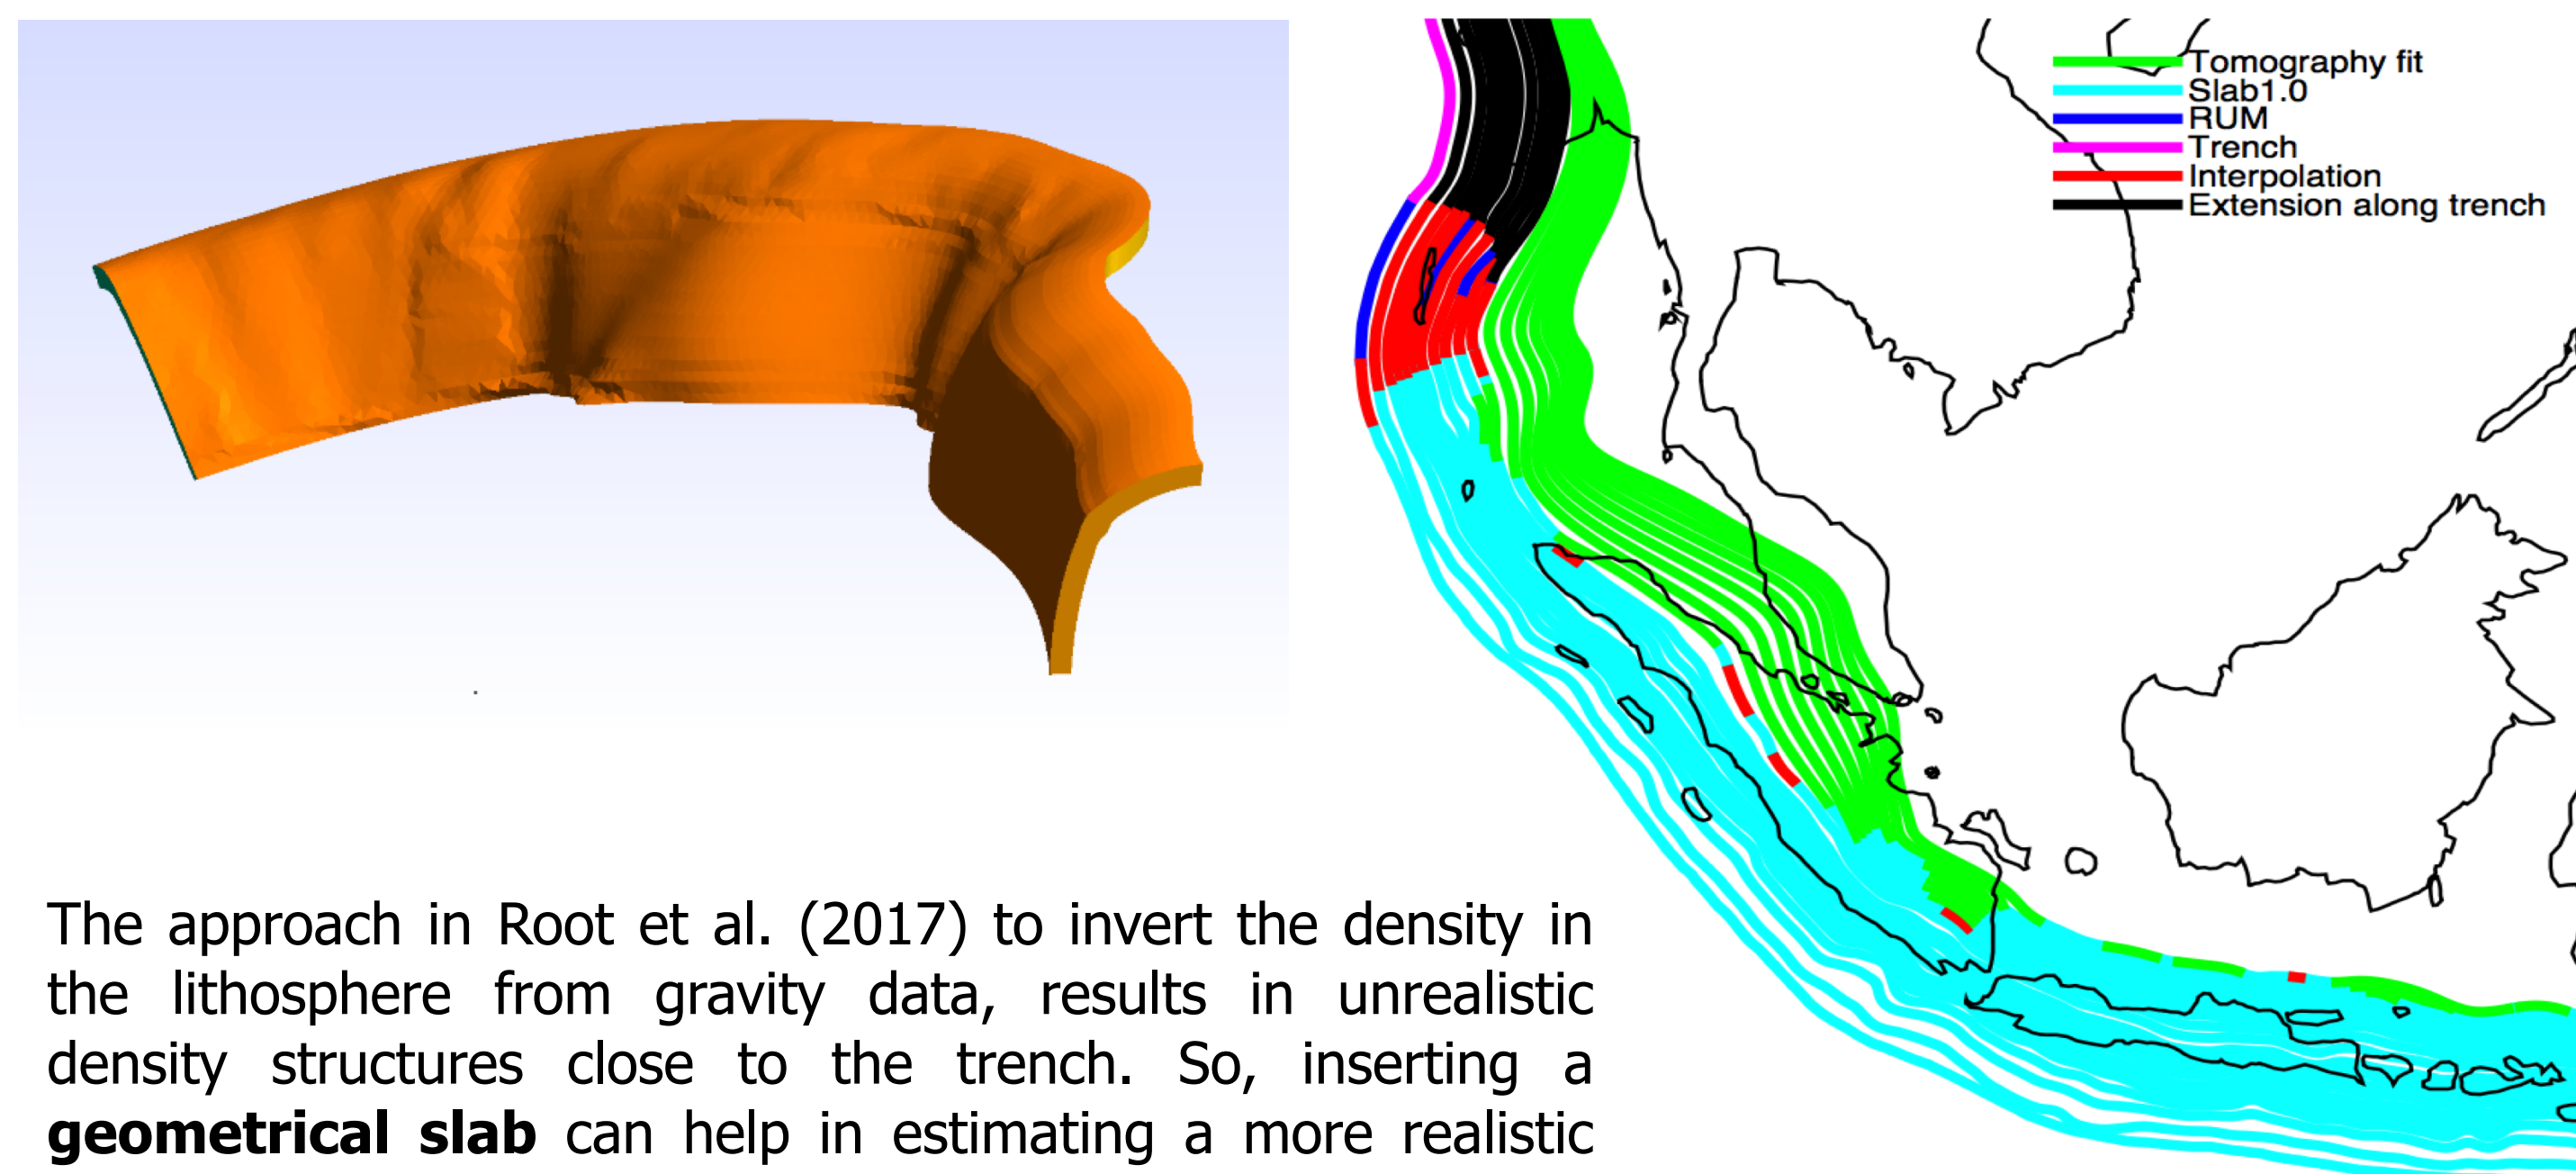 Tomography fit
Slab1.0
RUM
Trench
Interpolation
Extension along trench
The approach in Root et al. (2017) to invert the density in
the lithosphere from gravity data, results in unrealistic
density structures close to the trench. So, inserting a
geometrical slab can help in estimating a more realistic